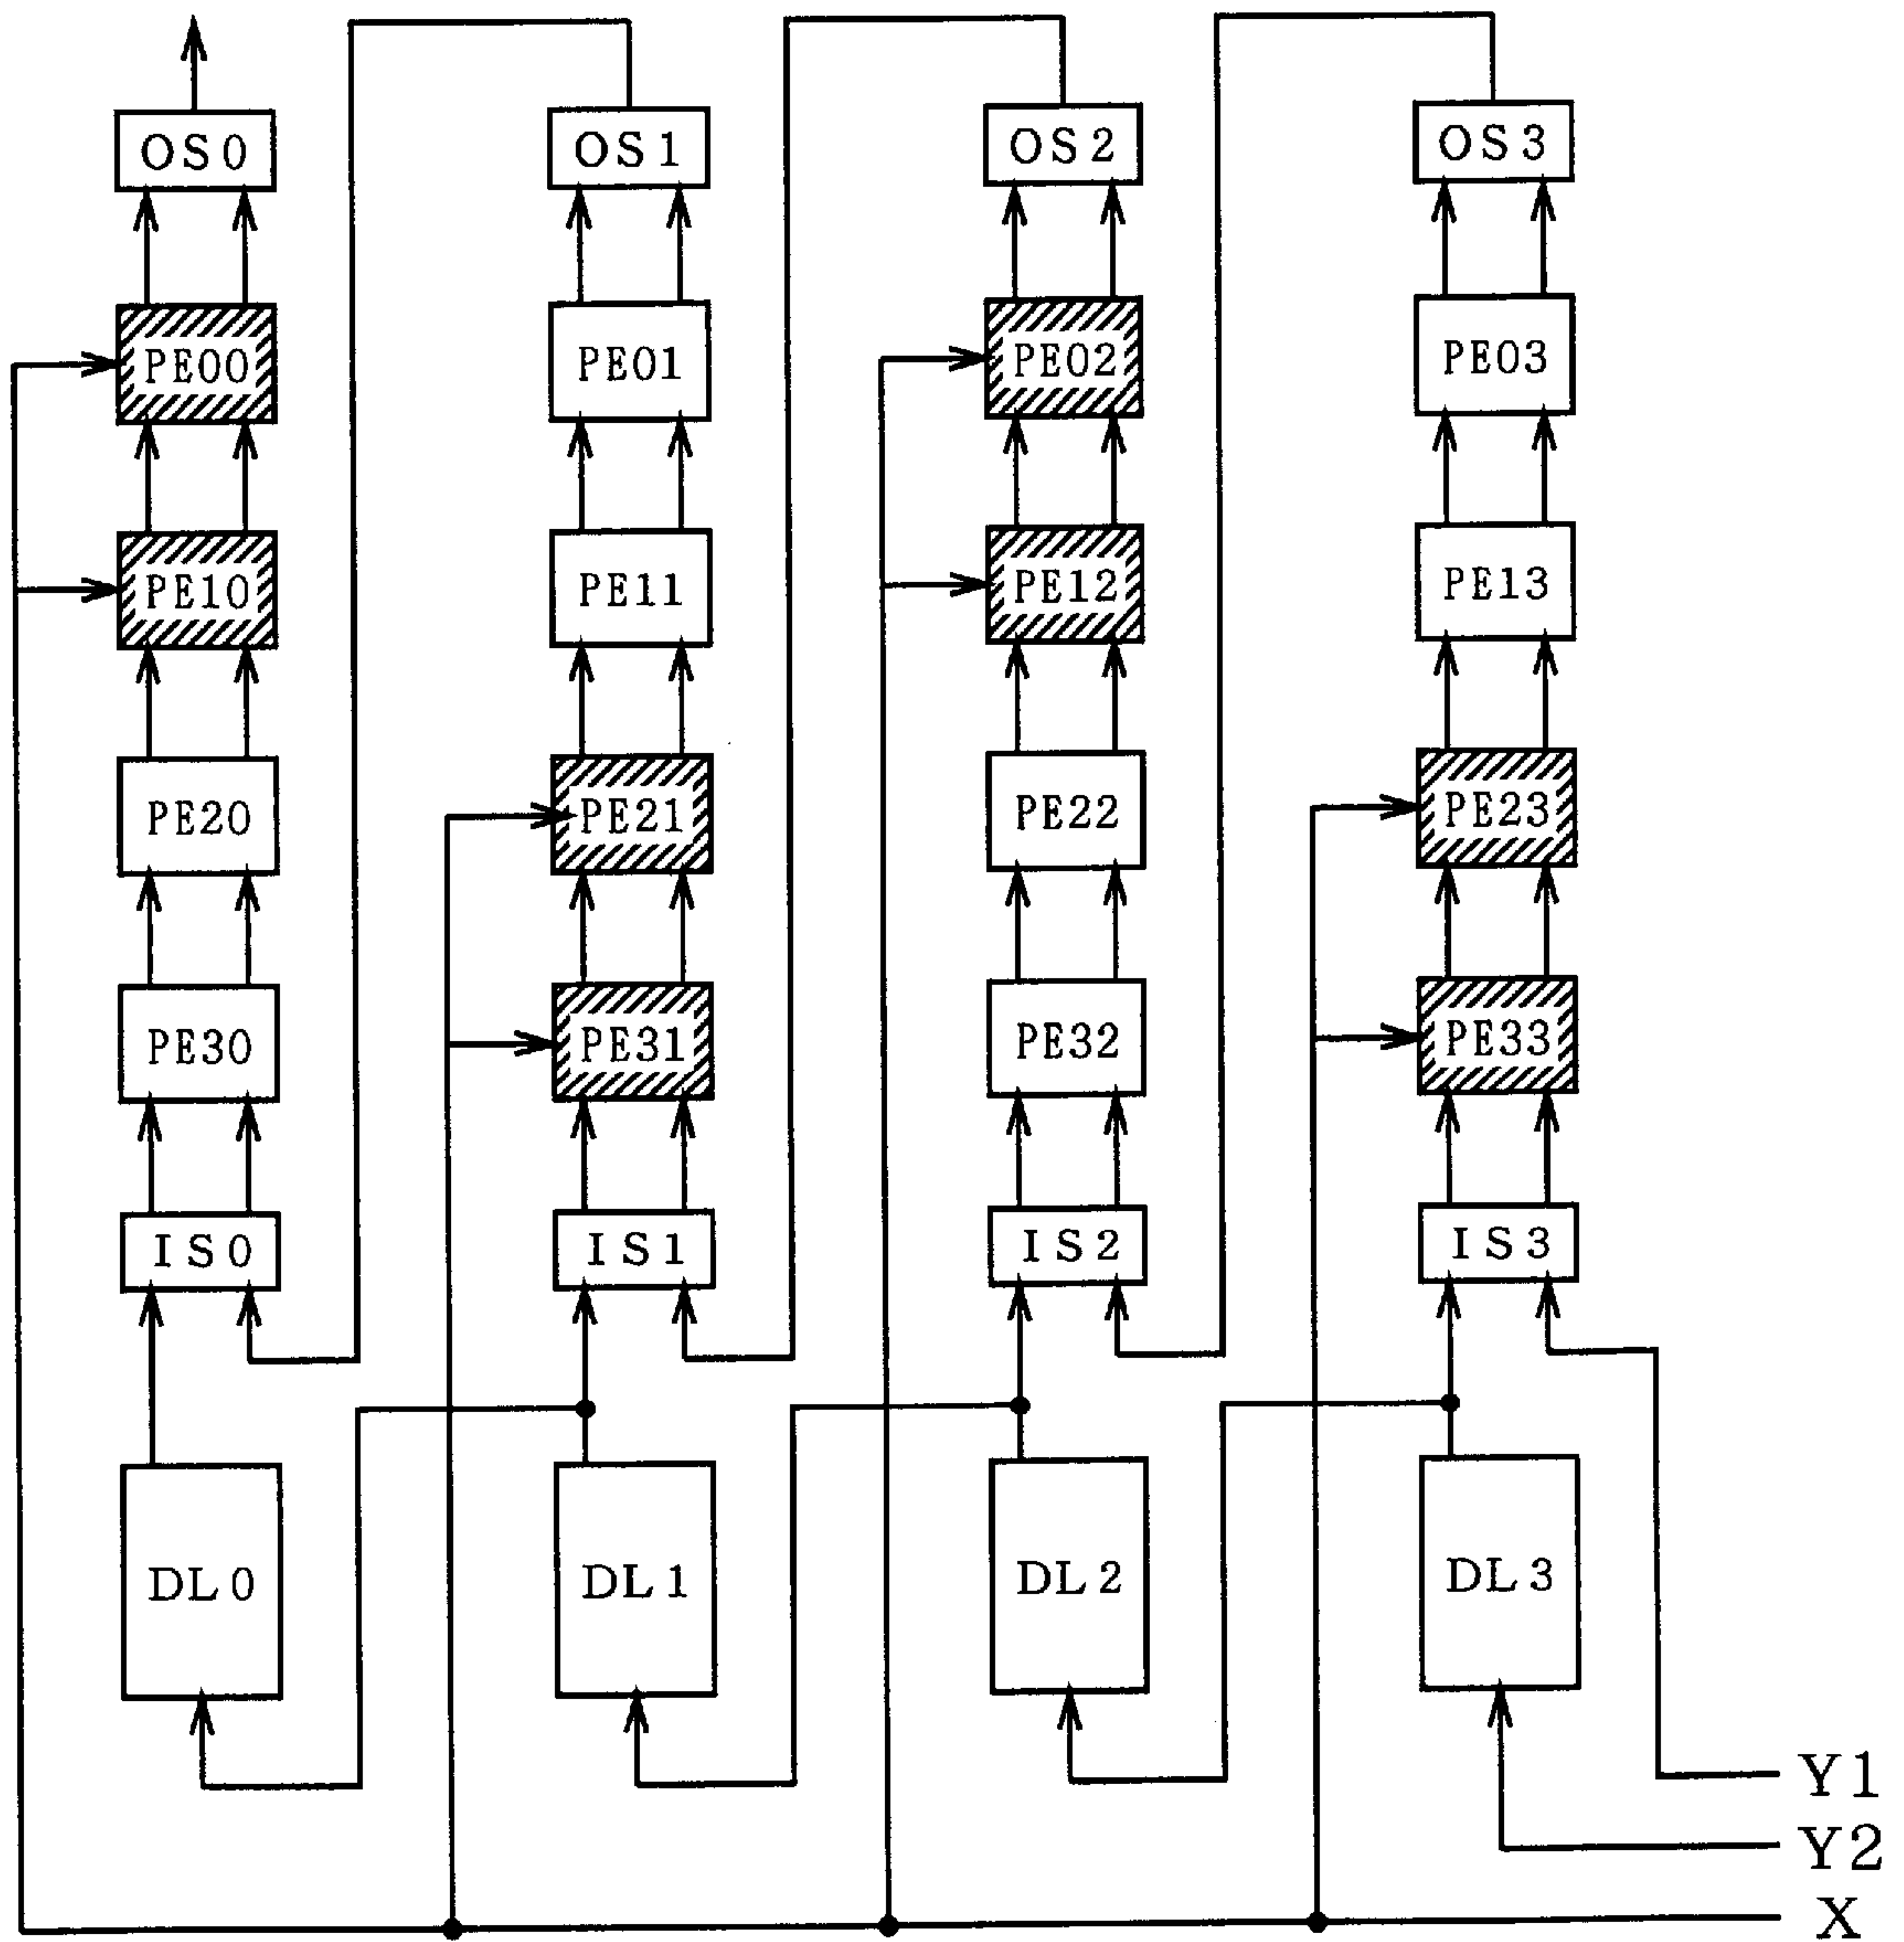 OS0 OS1 OS2 OS3
PE00 PE01 PE02 PE03
PE10 PE11 PE12 PE13
PE20 PE21 PE22 PE23
PE30 PE31 PE32 PE33
IS0 IS1 IS2 IS3
DL0 DL1 DL2 DL3
Y1
Y2
X